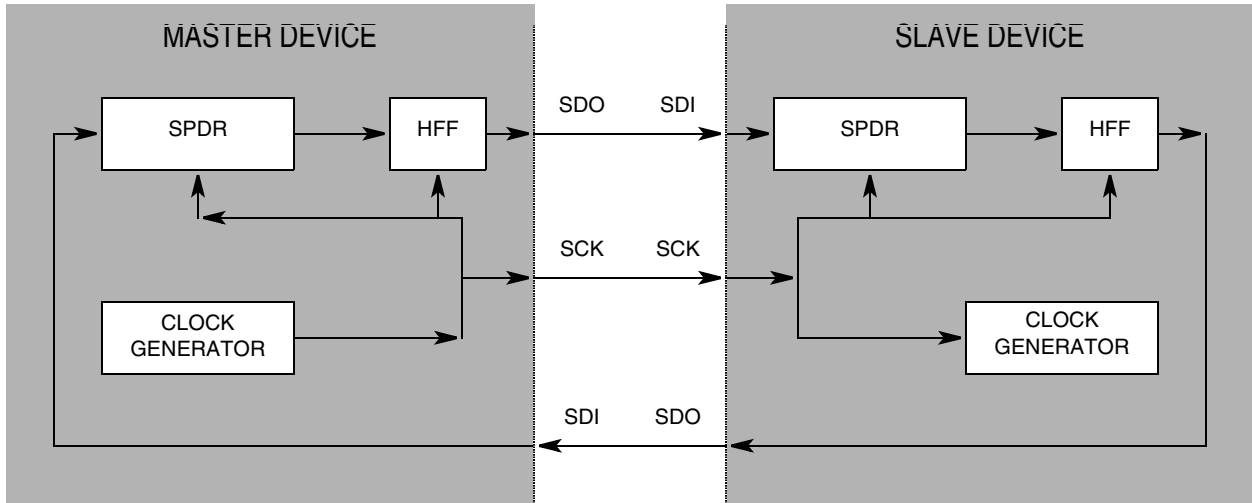 MASTER DEVICE
SLAVE DEVICE
SPDR
HFF
SDO
SDI
SPDR
HFF
SCK
SCK
CLOCK
GENERATOR
CLOCK
GENERATOR
SDI
SDO